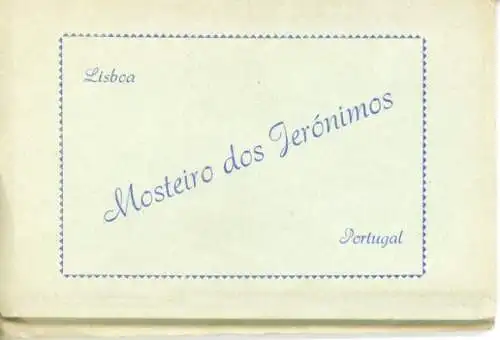 Lisboa
Mosteiro dos Jerónimos
Portugal